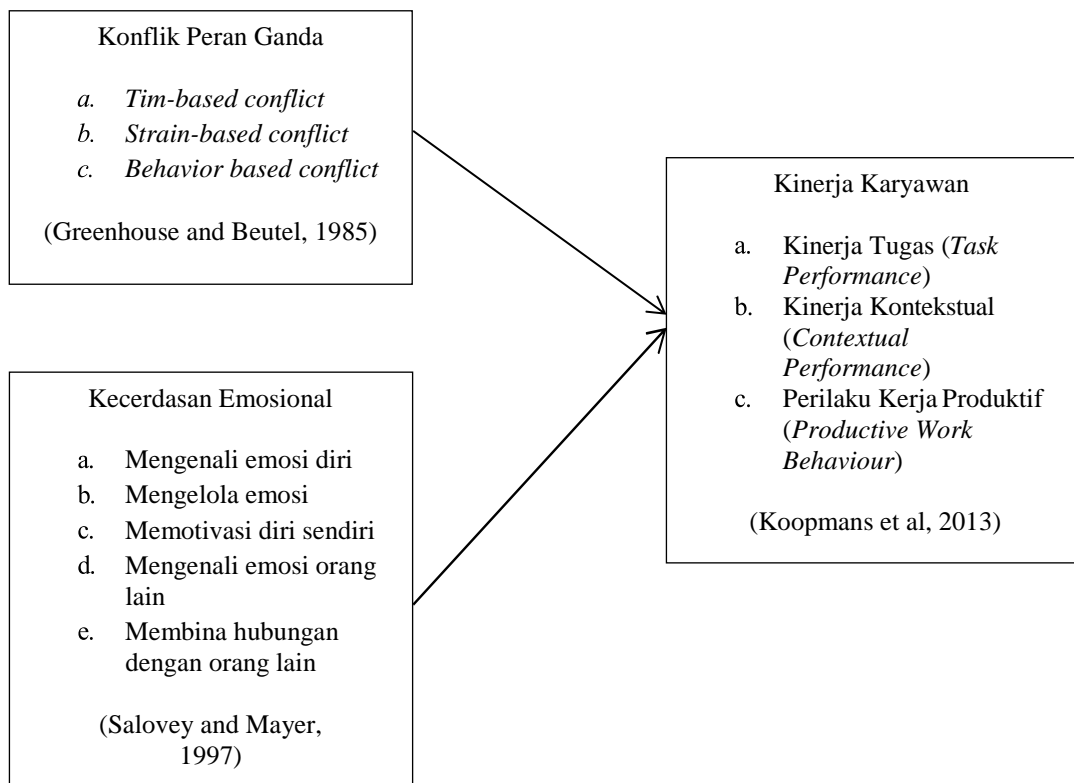 Konflik Peran Ganda
a. Tim-based conflict
b. Strain-based conflict
c. Behavior based conflict
(Greenhouse and Beutel, 1985)
Kecerdasan Emosional
a. Mengenali emosi diri
b. Mengelola emosi
c. Memotivasi diri sendiri
d. Mengenali emosi orang
lain
e. Membina hubungan
dengan orang lain
(Salovey and Mayer,
1997)
Kinerja Karyawan
a. Kinerja Tugas (Task
Performance)
b. Kinerja Kontekstual
(Contextual
Performance)
c. Perilaku Kerja Produktif
(Productive Work
Behaviour)
(Koopmans et al, 2013)